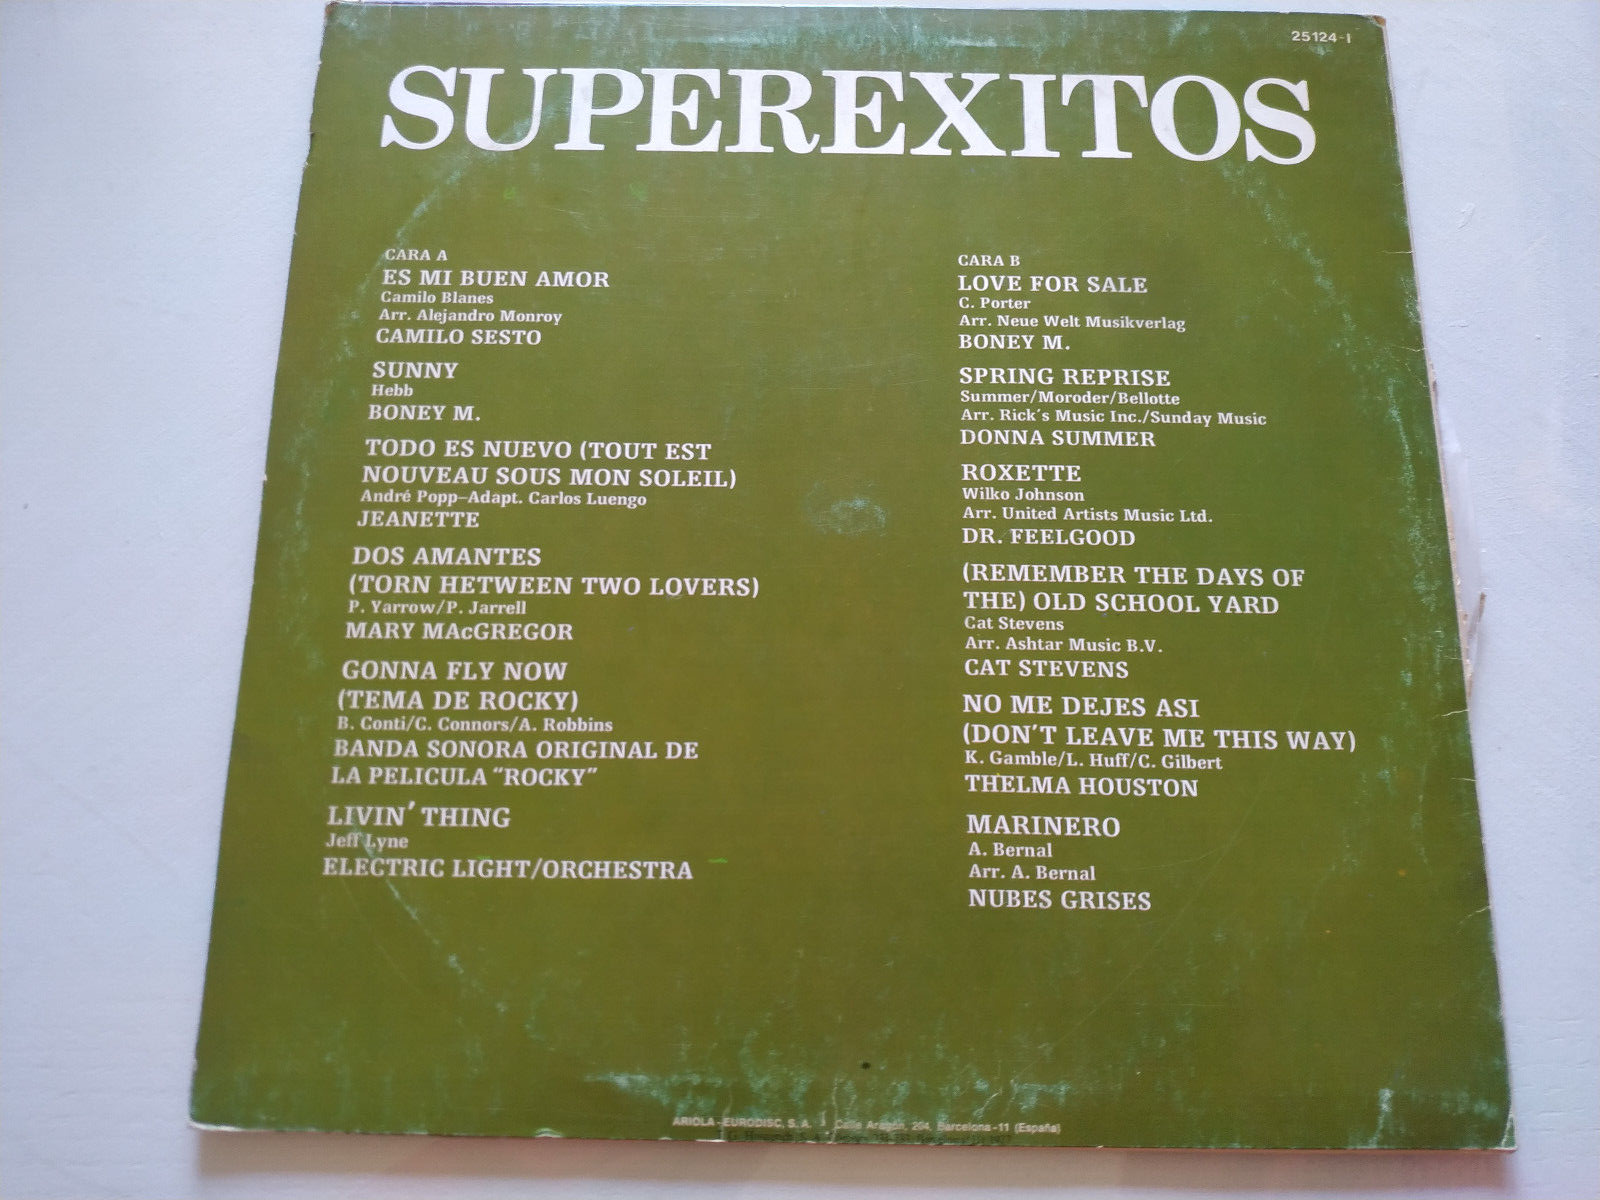 25124-I
SUPEREXITOS
CARA A
ES MI BUEN AMOR
Camilo Blanes
Arr. Alejandro Monroy
CAMILO SESTO
SUNNY
Hebb
BONEY M.
TODO ES NUEVO (TOUT EST
NOUVEAU SOUS MON SOLEIL)
André Popp–Adapt. Carlos Luengo
JEANETTE
DOS AMANTES
(TORN HETWEEN TWO LOVERS)
P. Yarrow/P. Jarrell
MARY MAcGREGOR
GONNA FLY NOW
(TEMA DE ROCKY)
B. Conti/C. Connors/A. Robbins
BANDA SONORA ORIGINAL DE
LA PELICULA "ROCKY"
LIVIN' THING
Jeff Lyne
ELECTRIC LIGHT/ORCHESTRA
CARA B
LOVE FOR SALE
C. Porter
Arr. Neue Welt Musikverlag
BONEY M.
SPRING REPRISE
Summer/Moroder/Bellotte
Arr. Rick's Music Inc./Sunday Music
DONNA SUMMER
ROXETTE
Wilko Johnson
Arr. United Artists Music Ltd.
DR. FEELGOOD
(REMEMBER THE DAYS OF
THE) OLD SCHOOL YARD
Cat Stevens
Arr. Ashtar Music B.V.
CAT STEVENS
NO ME DEJES ASI
(DON'T LEAVE ME THIS WAY)
K. Gamble/L. Huff/C. Gilbert
THELMA HOUSTON
MARINERO
A. Bernal
Arr. A. Bernal
NUBES GRISES
ARIOLA-EURODISC, S. A. Calle Aragón, 204, Barcelona-11 (España)